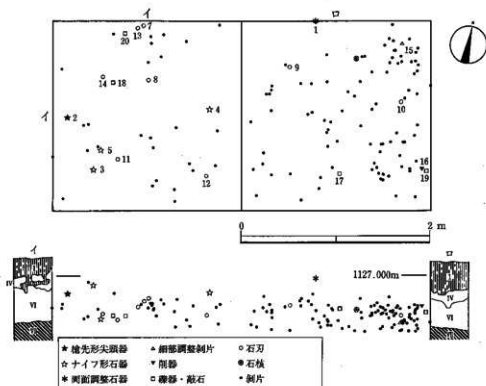 イ
ロ
7
13
20
1
15
9
14
18
8
10
イ
2
4
5
11
3
12
16
17
19
0
2 m
イ
ロ
1127.000m
IV
VI
IV
VI
★ 槍先形尖頭器
▵ 細部調整剥片
○ 石刃
☆ ナイフ形石器
▼ 削器
石核
✶ 両面調整石器
□ 礫器・敲石
• 剥片